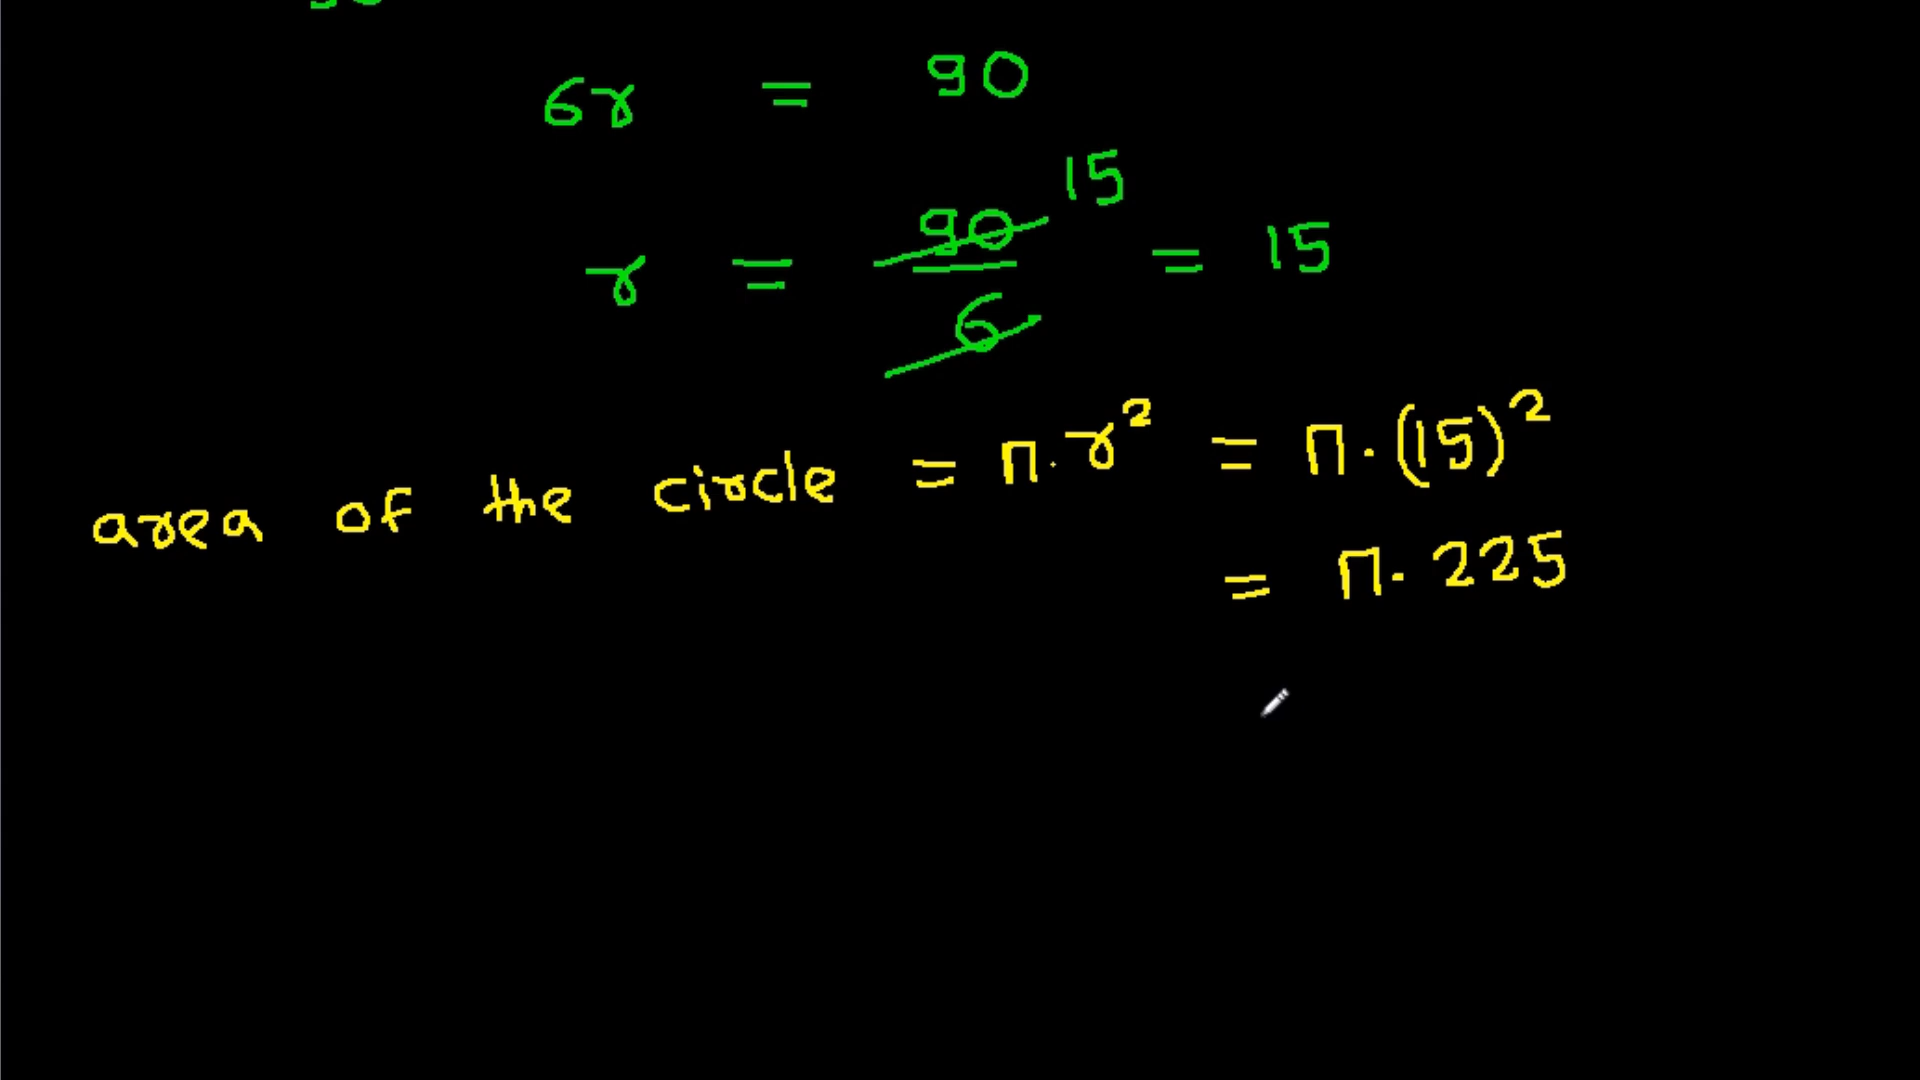 6r = 90
r = 90/6 15 = 15
area of the circle = π.r² = π.(15)²
= π.225